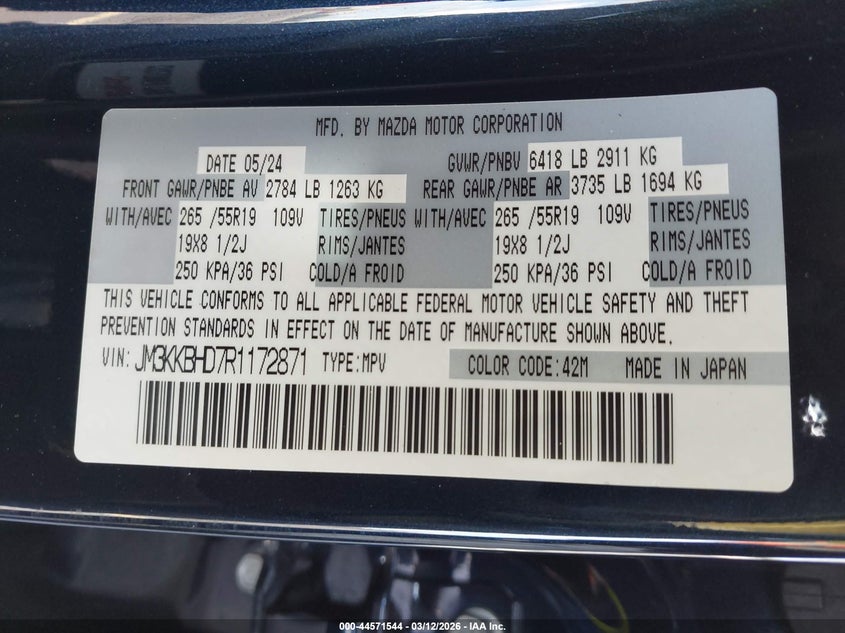 MFD. BY MAZDA MOTOR CORPORATION
DATE 05/24 GVWR/PNBV 6418 LB 2911 KG
FRONT GAWR/PNBE AV 2784 LB 1263 KG REAR GAWR/PNBE AR 3735 LB 1694 KG
WITH/AVEC 265 /55R19 109V TIRES/PNEUS WITH/AVEC 265 /55R19 109V TIRES/PNEUS
19X8 1/2J RIMS/JANTES 19X8 1/2J RIMS/JANTES
250 KPA/36 PSI COLD/A FROID 250 KPA/36 PSI COLD/A FROID
THIS VEHICLE CONFORMS TO ALL APPLICABLE FEDERAL MOTOR VEHICLE SAFETY AND THEFT
PREVENTION STANDARDS IN EFFECT ON THE DATE OF MANUFACTURE SHOWN ABOVE.
VIN: JM3KKBHD7R1172871 TYPE:MPV COLOR CODE:42M MADE IN JAPAN
000-44571544 - 03/12/2026 - IAA Inc.